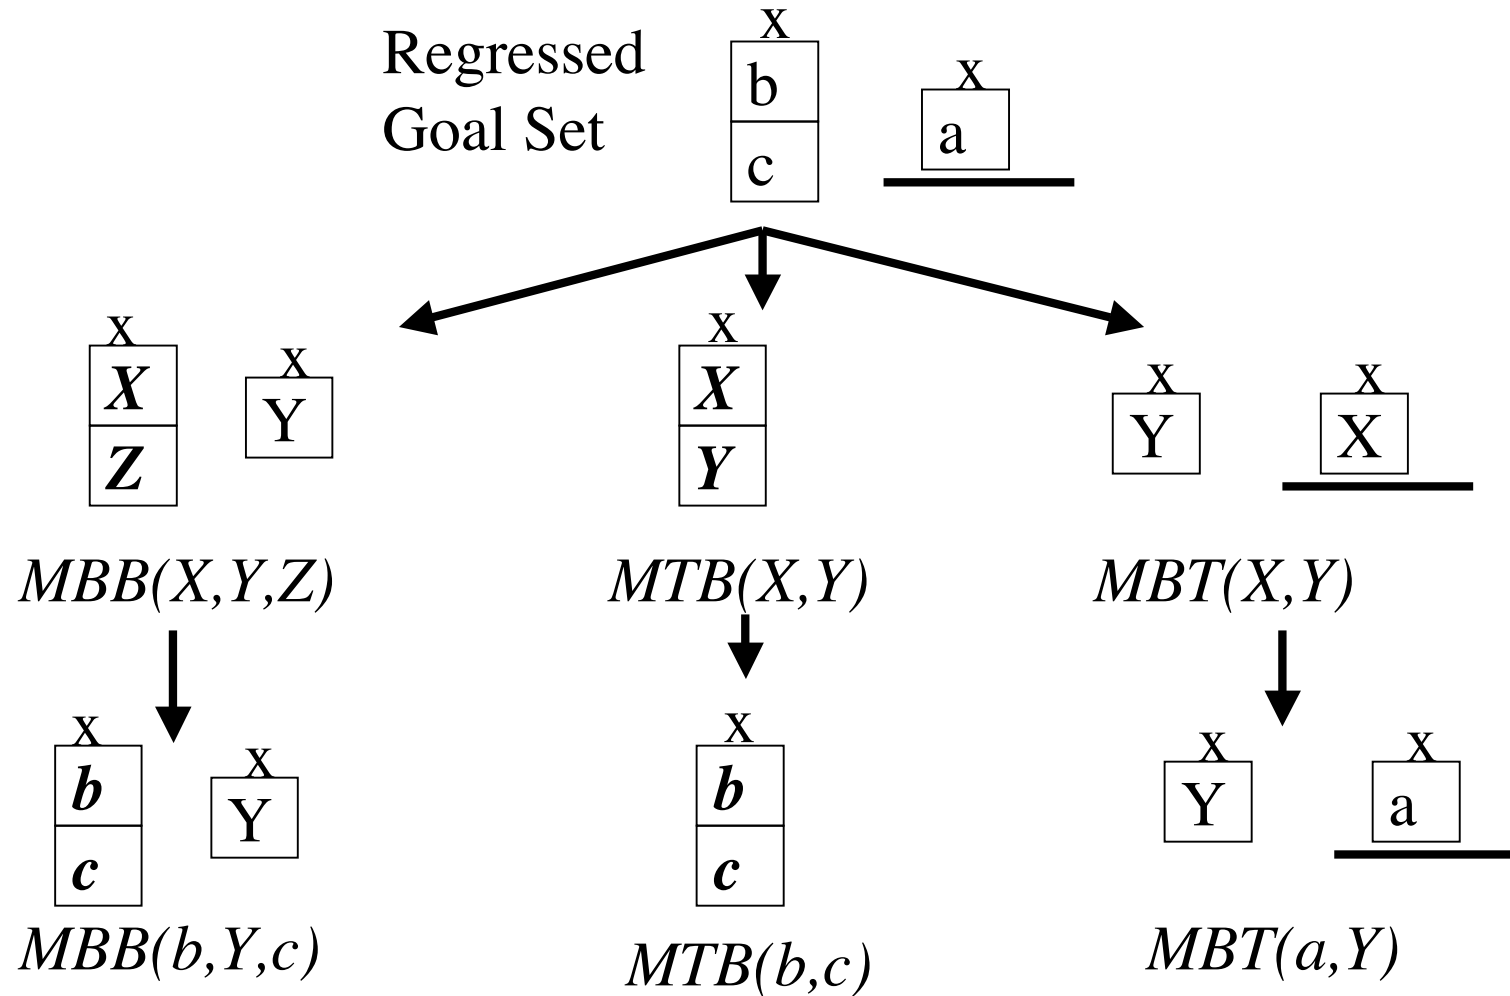 Regressed
Goal Set
x
b
c
x
a
x
X
Z
x
Y
x
X
Y
x
Y
x
X
MBB(X,Y,Z)
MTB(X,Y)
MBT(X,Y)
x
b
c
x
Y
x
b
c
x
Y
x
a
MBB(b,Y,c)
MTB(b,c)
MBT(a,Y)